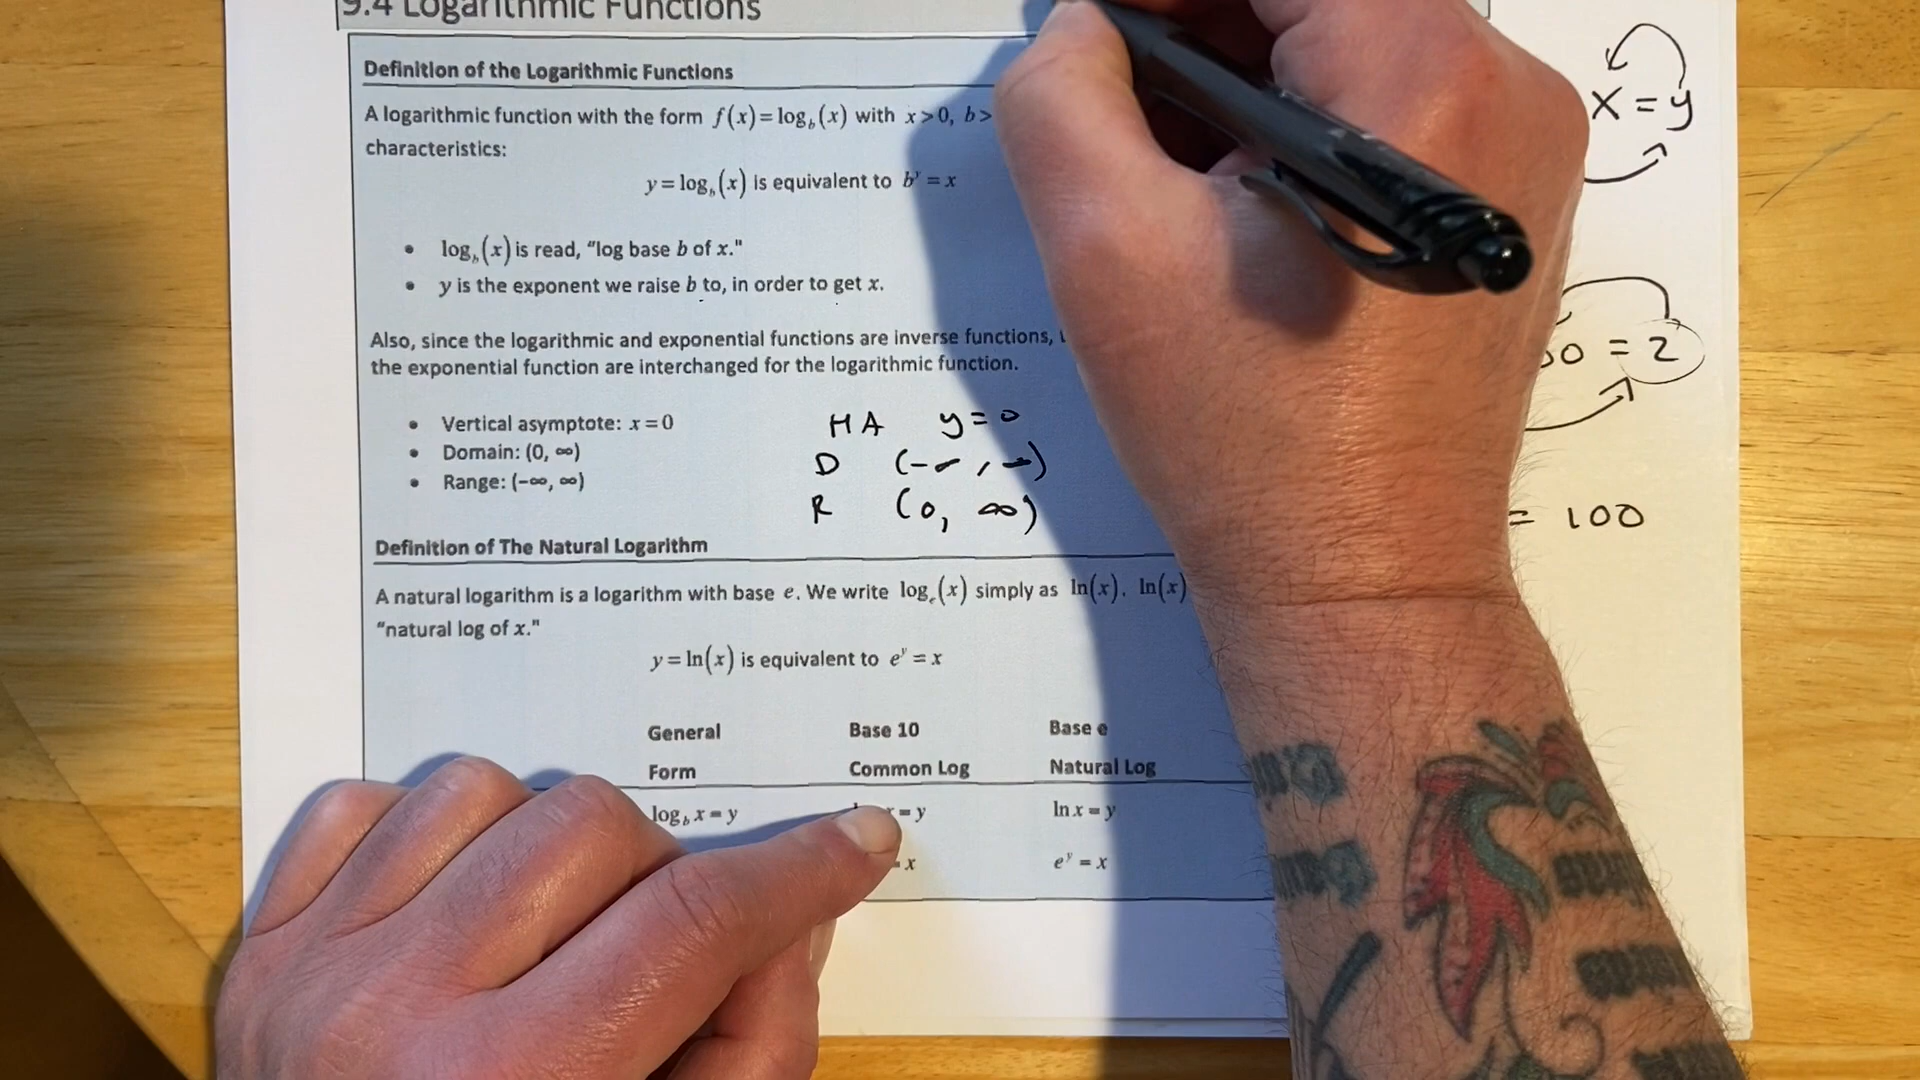 9.4 Logarithmic Functions
Definition of the Logarithmic Functions
A logarithmic function with the form f(x)=log_b(x) with x>0, b>
characteristics:
y=log_b(x) is equivalent to b^y = x
• log_b(x) is read, "log base b of x."
• y is the exponent we raise b to, in order to get x.
Also, since the logarithmic and exponential functions are inverse functions,
the exponential function are interchanged for the logarithmic function.
• Vertical asymptote: x=0
• Domain: (0, ∞)
• Range: (-∞, ∞)
HA y=0
D (-∞, ∞)
R (0, ∞)
Definition of The Natural Logarithm
A natural logarithm is a logarithm with base e. We write log_e(x) simply as ln(x). ln(x)
"natural log of x."
y=ln(x) is equivalent to e^y = x
General Base 10 Base e
Form Common Log Natural Log
log_b x = y = y ln x = y
= x e^y = x
x = y
= 2
= 100